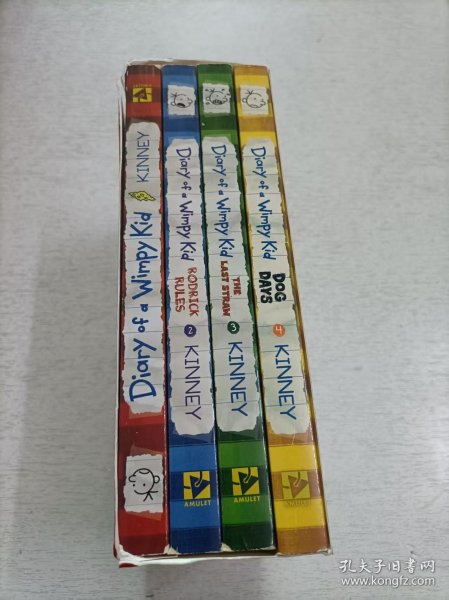 Diary of a Wimpy Kid
KINNEY
AMULET
Diary of a Wimpy Kid
RODRICK
RULES
2
KINNEY
AMULET
Diary of a Wimpy Kid
THE
LAST STRAW
3
KINNEY
AMULET
Diary of a Wimpy Kid
DOG
DAYS
4
KINNEY
AMULET
孔夫子旧书网
www.kongfz.com